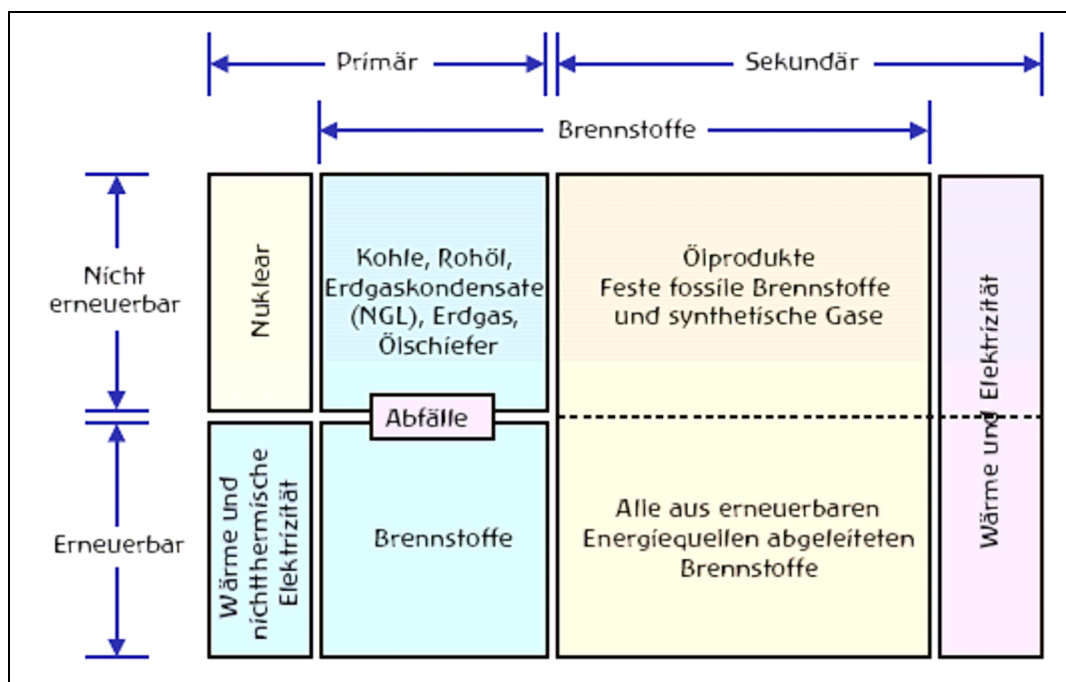 Primär
Sekundär
Brennstoffe
Nicht
erneuerbar
Nuklear
Kohle, Rohöl,
Erdgaskondensate
(NGL), Erdgas,
Ölschiefer
Ölprodukte
Feste fossile Brennstoffe
und synthetische Gase
Wärme und Elektrizität
Abfälle
Erneuerbar
Wärme und
nichtthermische
Elektrizität
Brennstoffe
Alle aus erneuerbaren
Energiequellen abgeleiteten
Brennstoffe